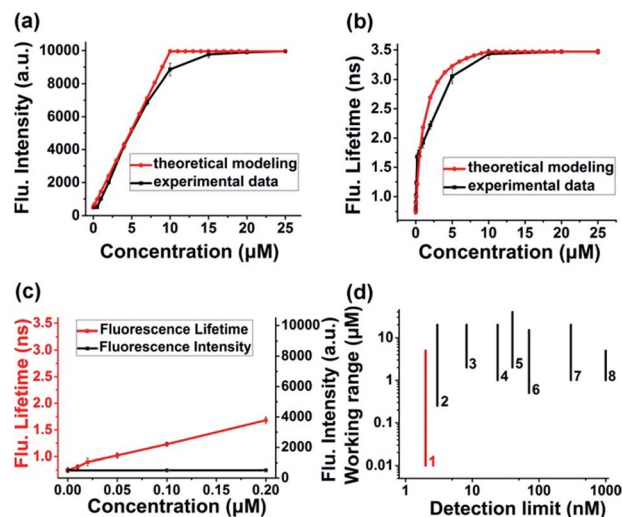 (a)
10000
8000
6000
4000
2000
0
Flu. Intensity (a.u.)
theoretical modeling
experimental data
0 5 10 15 20 25
Concentration (μM)
(b)
3.5
3.0
2.5
2.0
1.5
1.0
Flu. Lifetime (ns)
theoretical modeling
experimental data
0 5 10 15 20 25
Concentration (μM)
(c)
3.5
3.0
2.5
2.0
1.5
1.0
Flu. Lifetime (ns)
Fluorescence Lifetime
Fluorescence Intensity
10000
8000
6000
4000
2000
0
Flu. Intensity (a.u.)
0.00 0.05 0.10 0.15 0.20
Concentration (μM)
(d)
100
10
1
0.1
0.01
Working range (μM)
1
2
3
4
5
6
7
8
1 10 100 1000
Detection limit (nM)